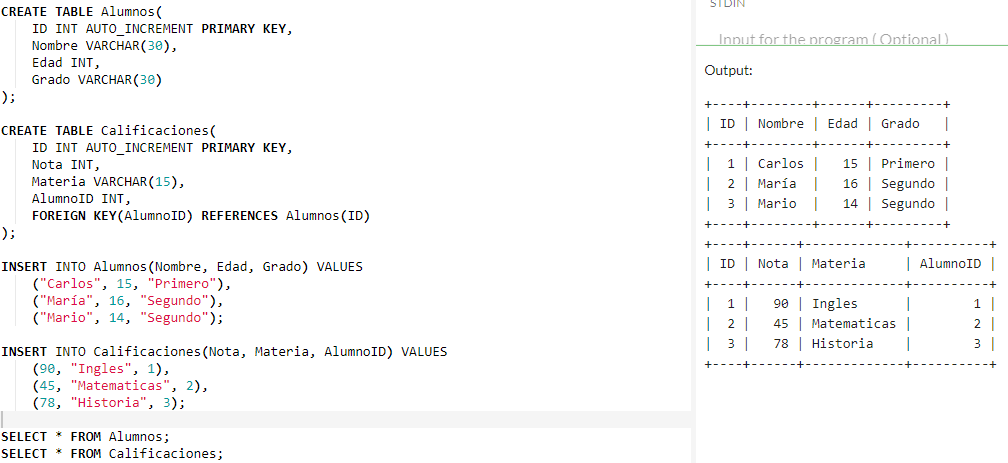 CREATE TABLE Alumnos(
    ID INT AUTO_INCREMENT PRIMARY KEY,
    Nombre VARCHAR(30),
    Edad INT,
    Grado VARCHAR(30)
);
CREATE TABLE Calificaciones(
    ID INT AUTO_INCREMENT PRIMARY KEY,
    Nota INT,
    Materia VARCHAR(15),
    AlumnoID INT,
    FOREIGN KEY(AlumnoID) REFERENCES Alumnos(ID)
);
INSERT INTO Alumnos(Nombre, Edad, Grado) VALUES
    ("Carlos", 15, "Primero"),
    ("María", 16, "Segundo"),
    ("Mario", 14, "Segundo");
INSERT INTO Calificaciones(Nota, Materia, AlumnoID) VALUES
    (90, "Ingles", 1),
    (45, "Matematicas", 2),
    (78, "Historia", 3);
SELECT * FROM Alumnos;
SELECT * FROM Calificaciones;
STDIN
Input for the program ( Optional )
Output:
+----+--------+------+---------+
| ID | Nombre | Edad | Grado   |
+----+--------+------+---------+
|  1 | Carlos |   15 | Primero |
|  2 | María  |   16 | Segundo |
|  3 | Mario  |   14 | Segundo |
+----+--------+------+---------+
+----+------+-------------+----------+
| ID | Nota | Materia     | AlumnoID |
+----+------+-------------+----------+
|  1 |   90 | Ingles      |        1 |
|  2 |   45 | Matematicas |        2 |
|  3 |   78 | Historia    |        3 |
+----+------+-------------+----------+